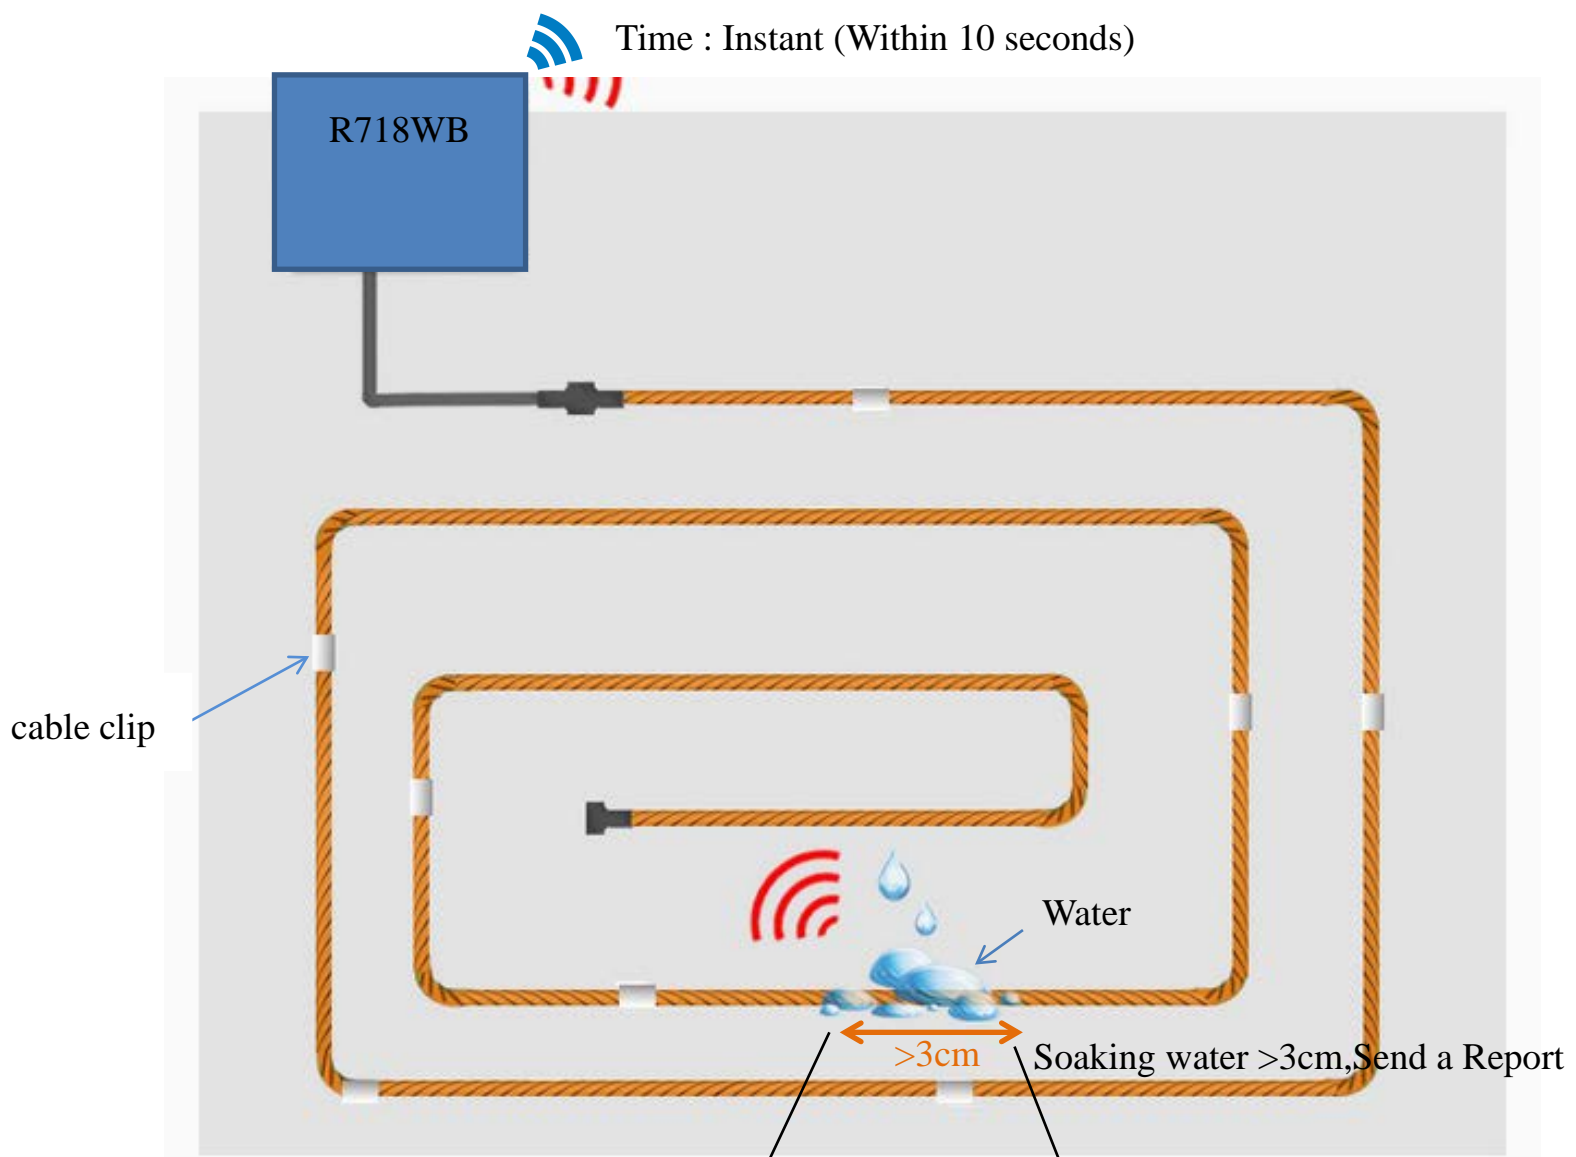 Time : Instant (Within 10 seconds)
R718WB
cable clip
Water
>3cm
Soaking water >3cm,Send a Report